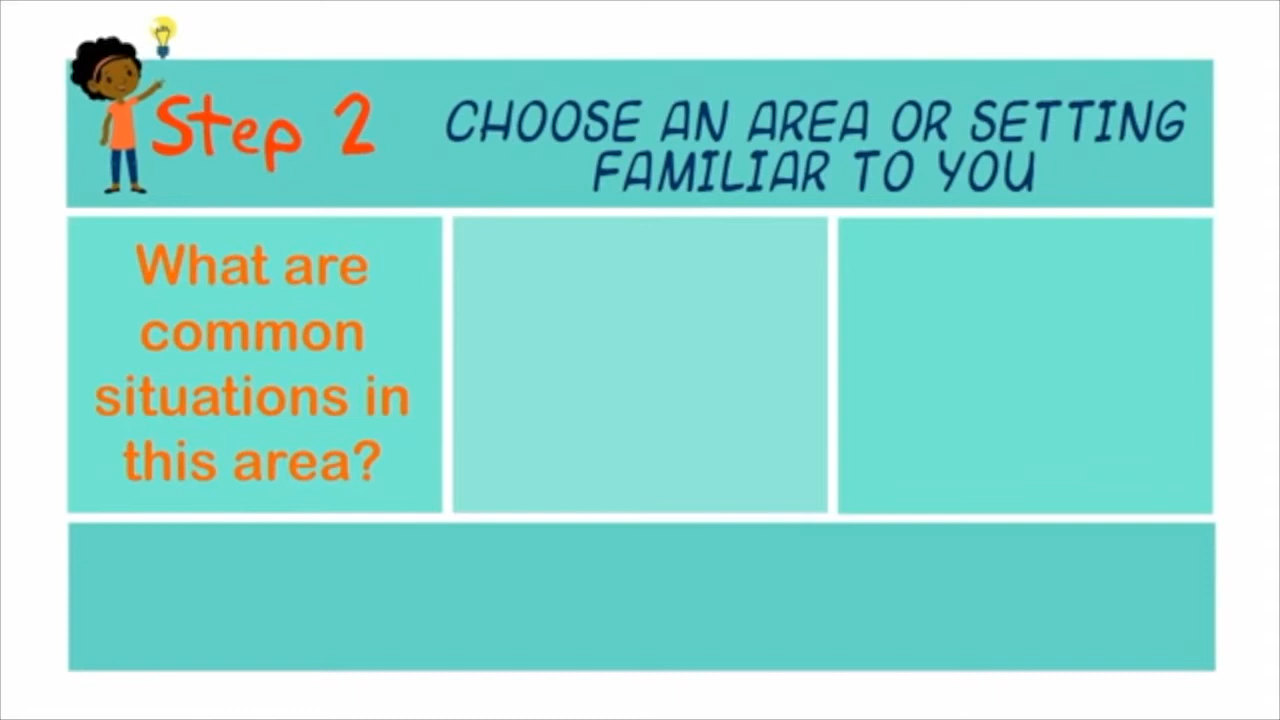 Step 2
CHOOSE AN AREA OR SETTING
FAMILIAR TO YOU
What are
common
situations in
this area?